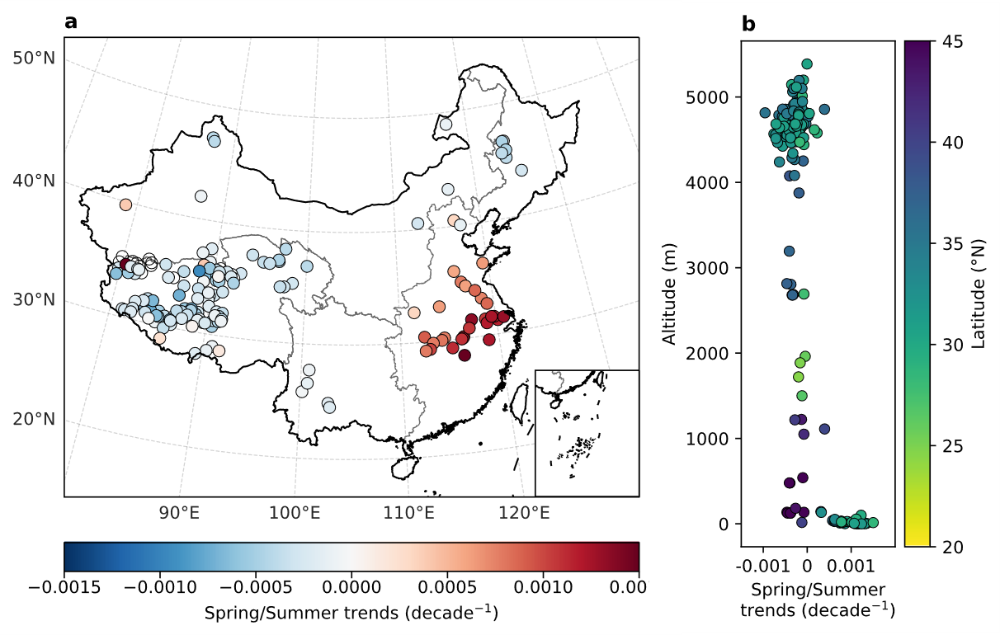 a
b
50°N
40°N
30°N
20°N
90°E
100°E
110°E
120°E
−0.0015
−0.0010
−0.0005
0.0000
0.0005
0.0010
0.00
Spring/Summer trends (decade⁻¹)
5000
4000
3000
2000
1000
0
Altitude (m)
-0.001
0
0.001
Spring/Summer
trends (decade⁻¹)
45
40
35
30
25
20
Latitude (°N)